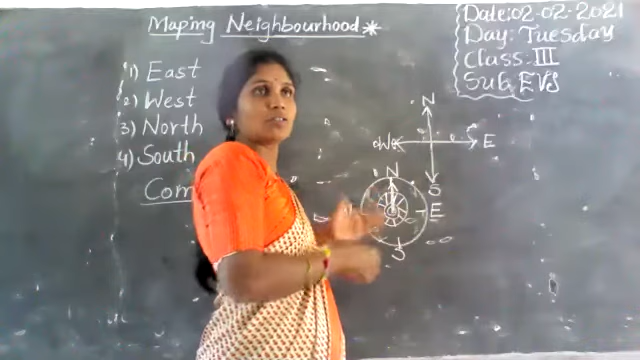 Maping Neighbourhood
Date: 02-02-2021
Day: Tuesday
Class: III
Sub: EVS
1) East
2) West
3) North
4) South
Com
N
W
E
S
N
E
S